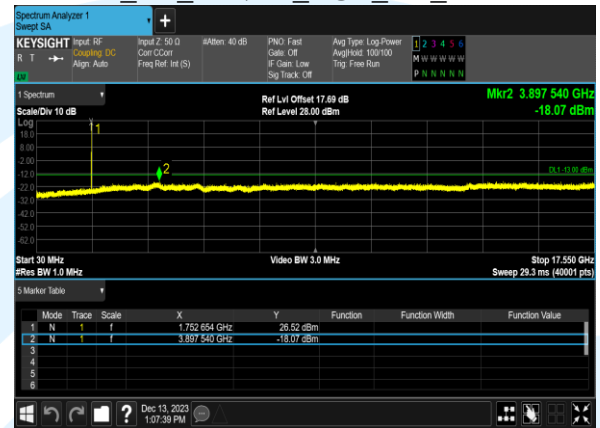 Spectrum Analyzer 1
Swept SA
KEYSIGHT
R T
Input: RF
Coupling: DC
Align: Auto
Input Z: 50 Ω
Corr CCorr
Freq Ref: Int (S)
#Atten: 40 dB
PNO: Fast
Gate: Off
IF Gain: Low
Sig Track: Off
Avg Type: Log-Power
Avg|Hold: 100/100
Trig: Free Run
1 2 3 4 5 6
M W W W W W
P N N N N N
1 Spectrum
Scale/Div 10 dB
Ref Lvl Offset 17.69 dB
Ref Level 28.00 dBm
Mkr2 3.897 540 GHz
-18.07 dBm
Log
18.0
8.00
-2.00
-12.0
-22.0
-32.0
-42.0
-52.0
-62.0
1
2
DL1 -13.00 dBm
Start 30 MHz
#Res BW 1.0 MHz
Video BW 3.0 MHz
Stop 17.550 GHz
Sweep 29.3 ms (40001 pts)
5 Marker Table
Mode Trace Scale X Y Function Function Width Function Value
1 N 1 f 1.752 654 GHz 26.52 dBm
2 N 1 f 3.897 540 GHz -18.07 dBm
3
4
5
6
?
Dec 13, 2023
1:07:39 PM